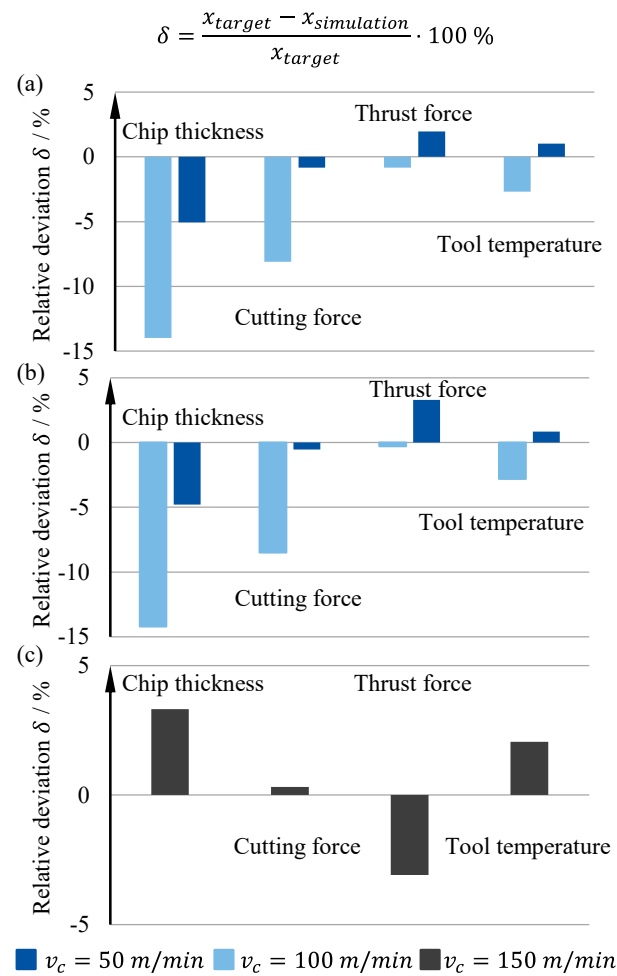 δ = (x_target − x_simulation) / x_target · 100 %
(a)
Relative deviation δ / %
5
0
-5
-10
-15
Chip thickness
Thrust force
Tool temperature
Cutting force
(b)
Relative deviation δ / %
5
0
-5
-10
-15
Thrust force
Chip thickness
Tool temperature
Cutting force
(c)
Relative deviation δ / %
5
0
-5
Chip thickness
Thrust force
Cutting force
Tool temperature
v_c = 50 m/min v_c = 100 m/min v_c = 150 m/min